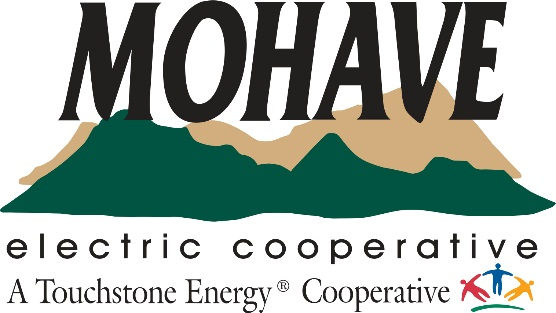 MOHAVE
electric cooperative
A Touchstone Energy® Cooperative